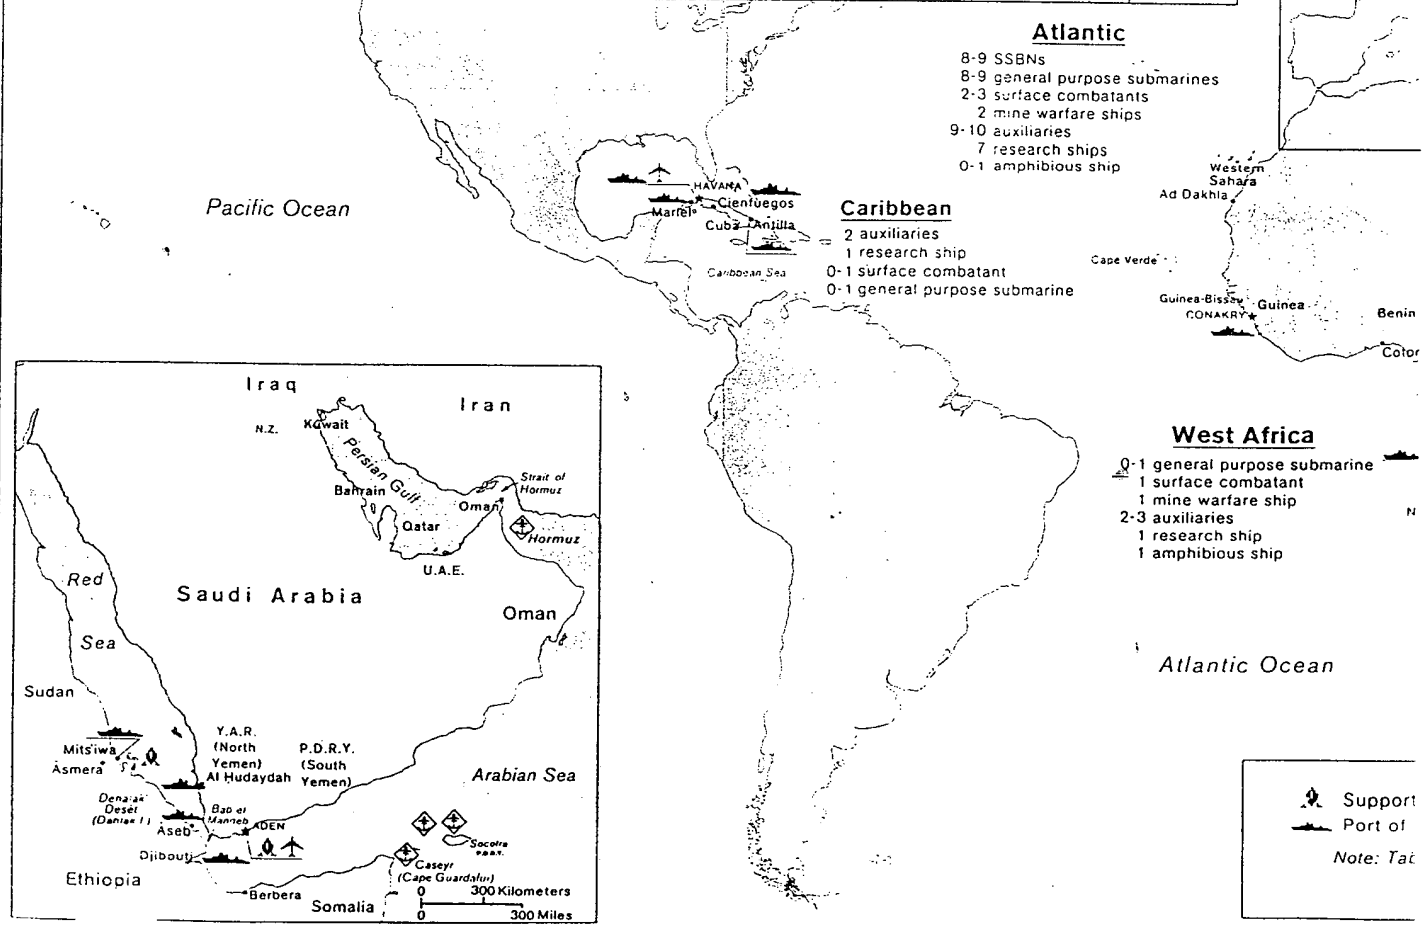 Atlantic
8-9 SSBNs
8-9 general purpose submarines
2-3 surface combatants
2 mine warfare ships
9-10 auxiliaries
7 research ships
0-1 amphibious ship
Western
Sahara
Ad Dakhla
Pacific Ocean
HAVANA
Cienfuegos
Mariel
Cuba
Antilla
Caribbean Sea
Caribbean
2 auxiliaries
1 research ship
0-1 surface combatant
0-1 general purpose submarine
Cape Verde
Guinea-Bissau
Guinea
CONAKRY
Benin
Coton
West Africa
0-1 general purpose submarine
1 surface combatant
1 mine warfare ship
2-3 auxiliaries
1 research ship
1 amphibious ship
N
Atlantic Ocean
Iraq
Iran
N.Z.
Kuwait
Persian Gulf
Strait of
Hormuz
Bahrain
Oman
Qatar
Hormuz
U.A.E.
Red
Sea
Saudi Arabia
Oman
Sudan
Mits'iwa
Asmera
Y.A.R.
(North
Yemen)
Al Hudaydah
P.D.R.Y.
(South
Yemen)
Arabian Sea
Deset
Aseb
Bab el
ADEN
Djibouti
Socotra
P.D.R.Y.
Caseyr
(Cape Guardafui)
Ethiopia
Berbera
Somalia
0 300 Kilometers
0 300 Miles
Support
Port of
Note: